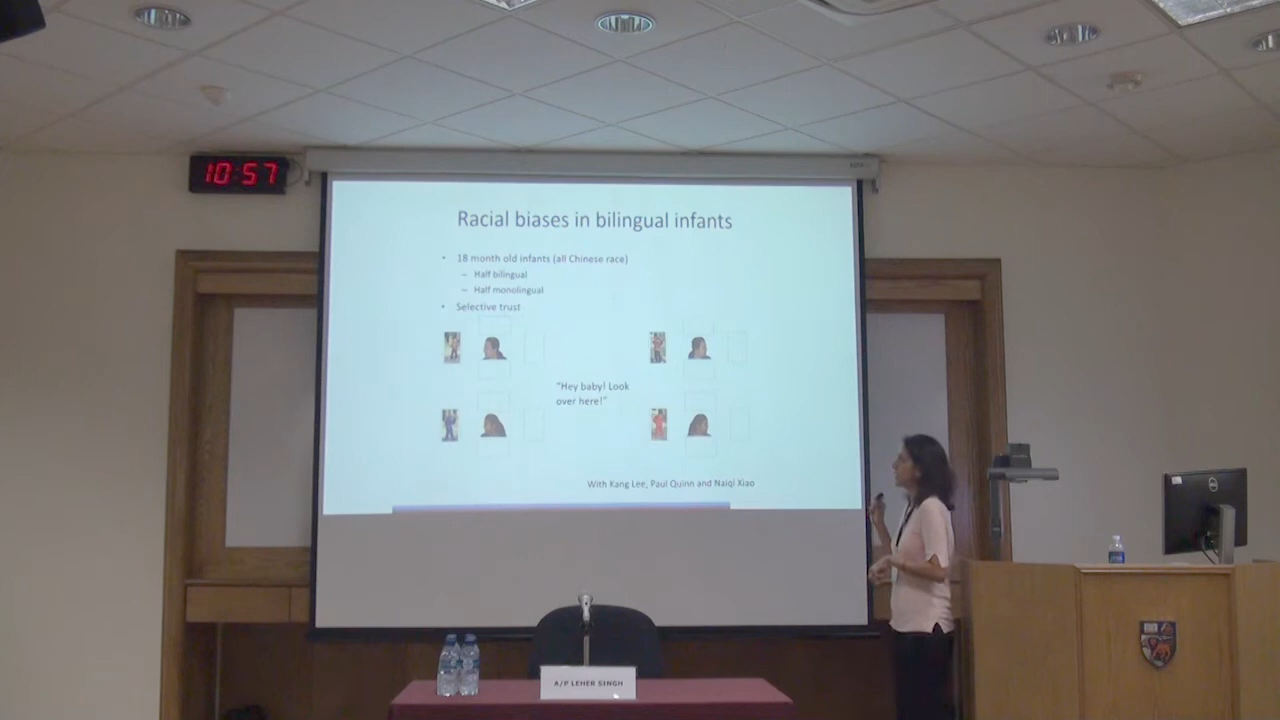 10:57
Racial biases in bilingual infants
• 18 month old infants (all Chinese race)
– Half bilingual
– Half monolingual
• Selective trust
"Hey baby! Look
over here!"
With Kang Lee, Paul Quinn and Naiqi Xiao
A/P LEHER SINGH
DELL